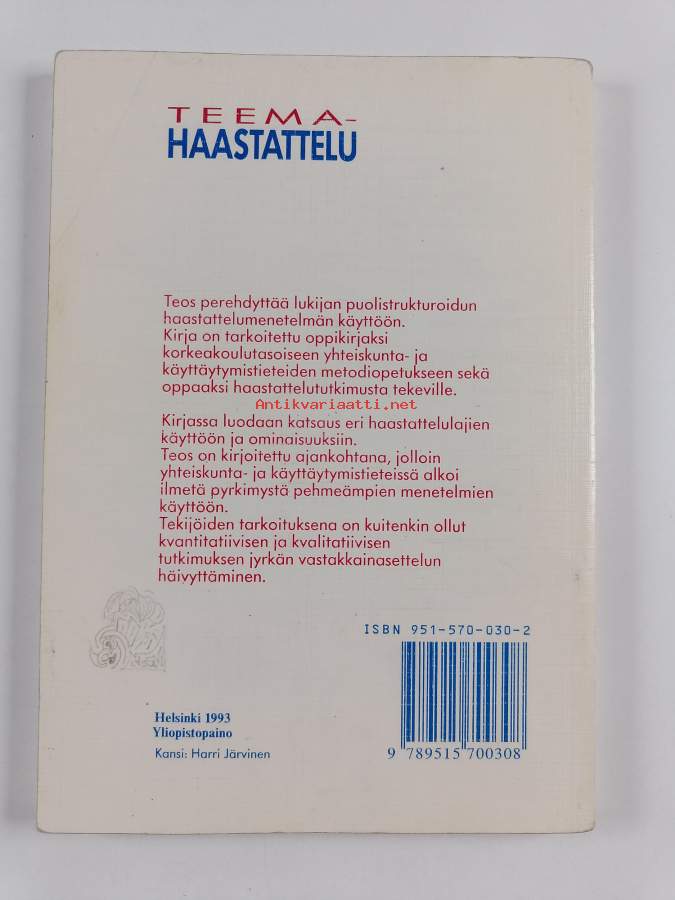 TEEMA-
HAASTATTELU
Teos perehdyttää lukijan puolistrukturoidun
haastattelumenetelmän käyttöön.
Kirja on tarkoitettu oppikirjaksi
korkeakoulutasoiseen yhteiskunta- ja
käyttäytymistieteiden metodiopetukseen sekä
oppaaksi haastattelututkimusta tekeville.
Antikvariaatti.net
Kirjassa luodaan katsaus eri haastattelulajien
käyttöön ja ominaisuuksiin.
Teos on kirjoitettu ajankohtana, jolloin
yhteiskunta- ja käyttäytymistieteissä alkoi
ilmetä pyrkimystä pehmeämpien menetelmien
käyttöön.
Tekijöiden tarkoituksena on kuitenkin ollut
kvantitatiivisen ja kvalitatiivisen
tutkimuksen jyrkän vastakkainasettelun
häivyttäminen.
ISBN 951-570-030-2
Helsinki 1993
Yliopistopaino
Kansi: Harri Järvinen
9 789515 700308